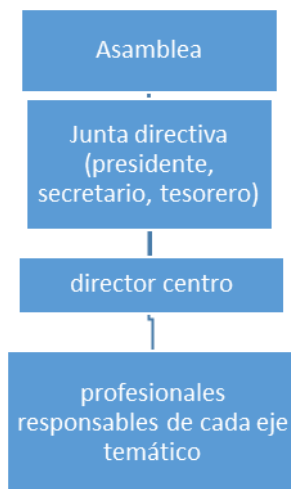 Asamblea
Junta directiva
(presidente,
secretario, tesorero)
director centro
profesionales
responsables de cada eje
temático